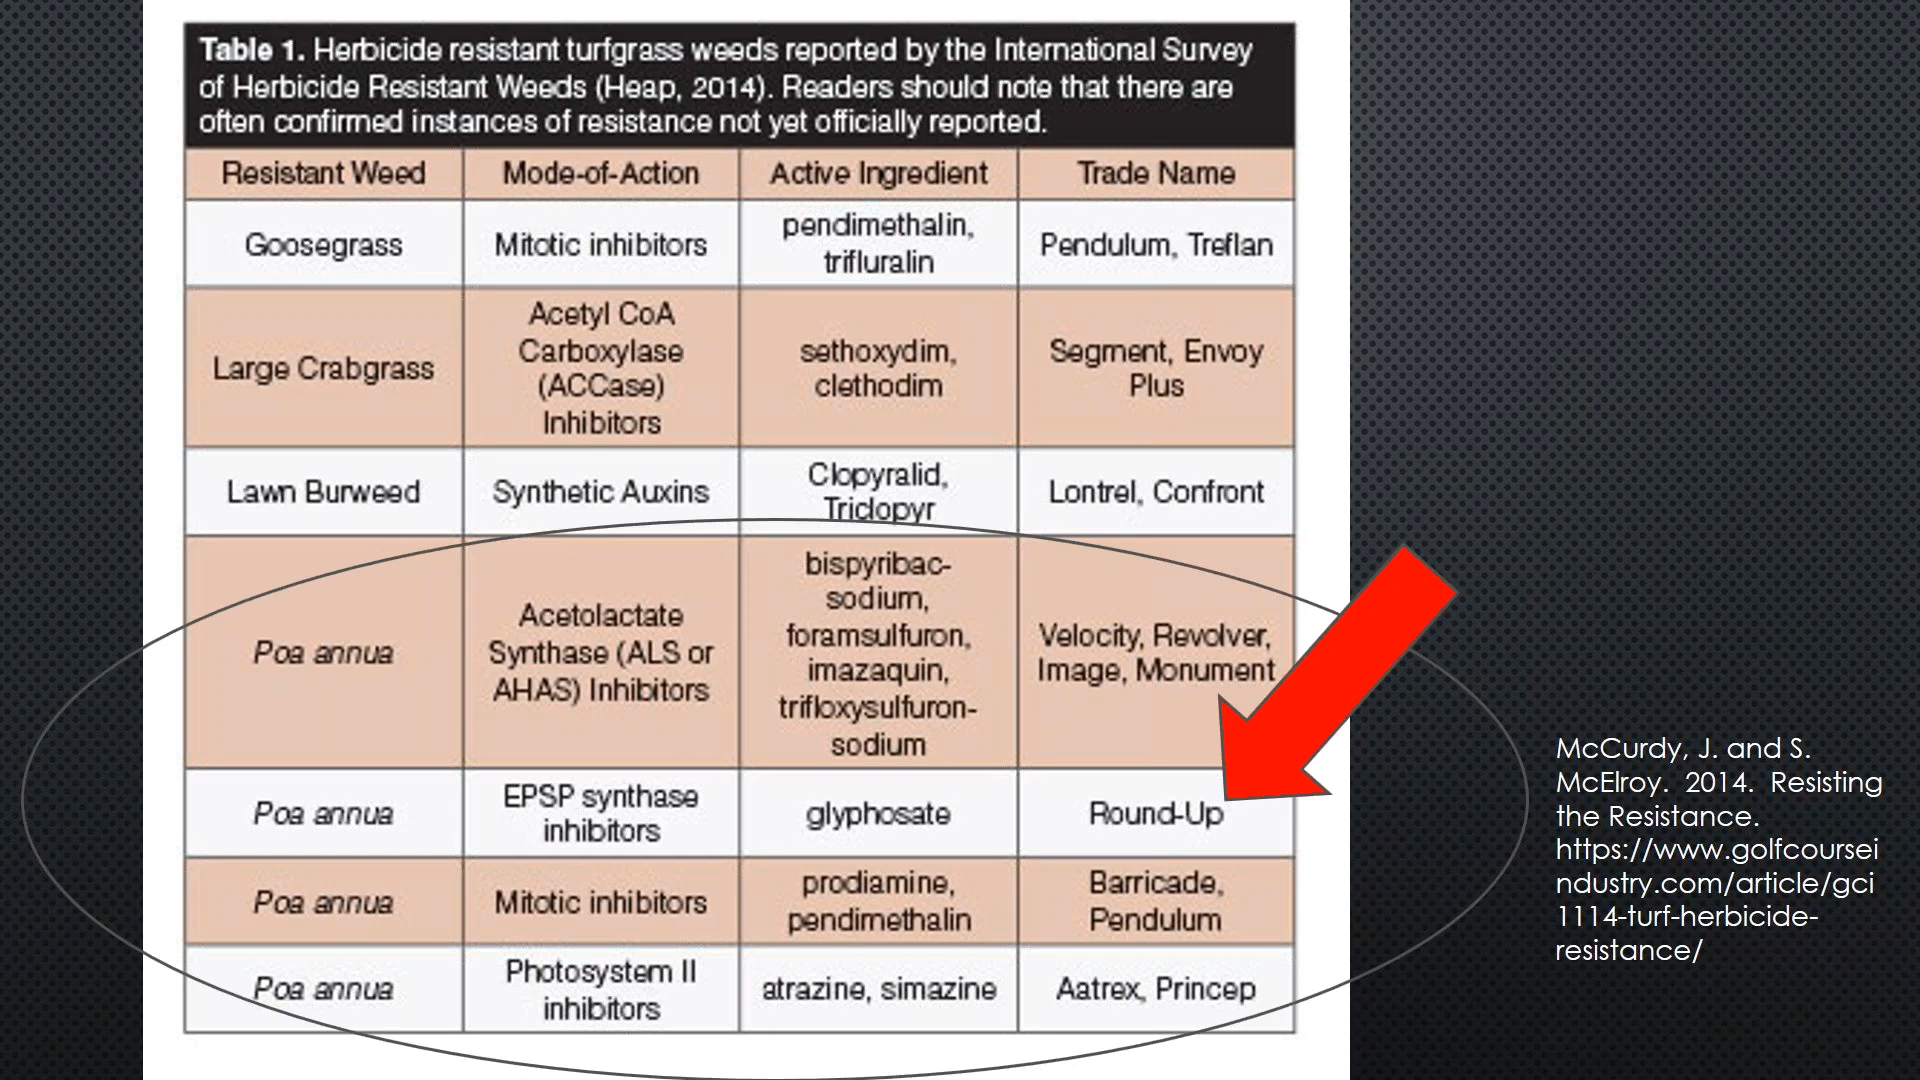 Table 1. Herbicide resistant turfgrass weeds reported by the International Survey
of Herbicide Resistant Weeds (Heap, 2014). Readers should note that there are
often confirmed instances of resistance not yet officially reported.
Resistant Weed Mode-of-Action Active Ingredient Trade Name
Goosegrass
Mitotic inhibitors
pendimethalin,
trifluralin
Pendulum, Treflan
Large Crabgrass
Acetyl CoA
Carboxylase
(ACCase)
Inhibitors
sethoxydim,
clethodim
Segment, Envoy
Plus
Lawn Burweed
Synthetic Auxins
Clopyralid,
Triclopyr
Lontrel, Confront
Poa annua
Acetolactate
Synthase (ALS or
AHAS) Inhibitors
bispyribac-
sodium,
foramsulfuron,
imazaquin,
trifloxysulfuron-
sodium
Velocity, Revolver,
Image, Monument
Poa annua
EPSP synthase
inhibitors
glyphosate
Round-Up
Poa annua
Mitotic inhibitors
prodiamine,
pendimethalin
Barricade,
Pendulum
Poa annua
Photosystem II
inhibitors
atrazine, simazine
Aatrex, Princep
McCurdy, J. and S.
McElroy. 2014. Resisting
the Resistance.
https://www.golfcoursei
ndustry.com/article/gci
1114-turf-herbicide-
resistance/